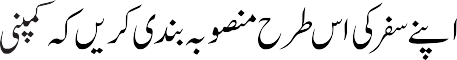 اپنے سفر کی اس طرح منصوبہ بندی کریں کہ کمپنی